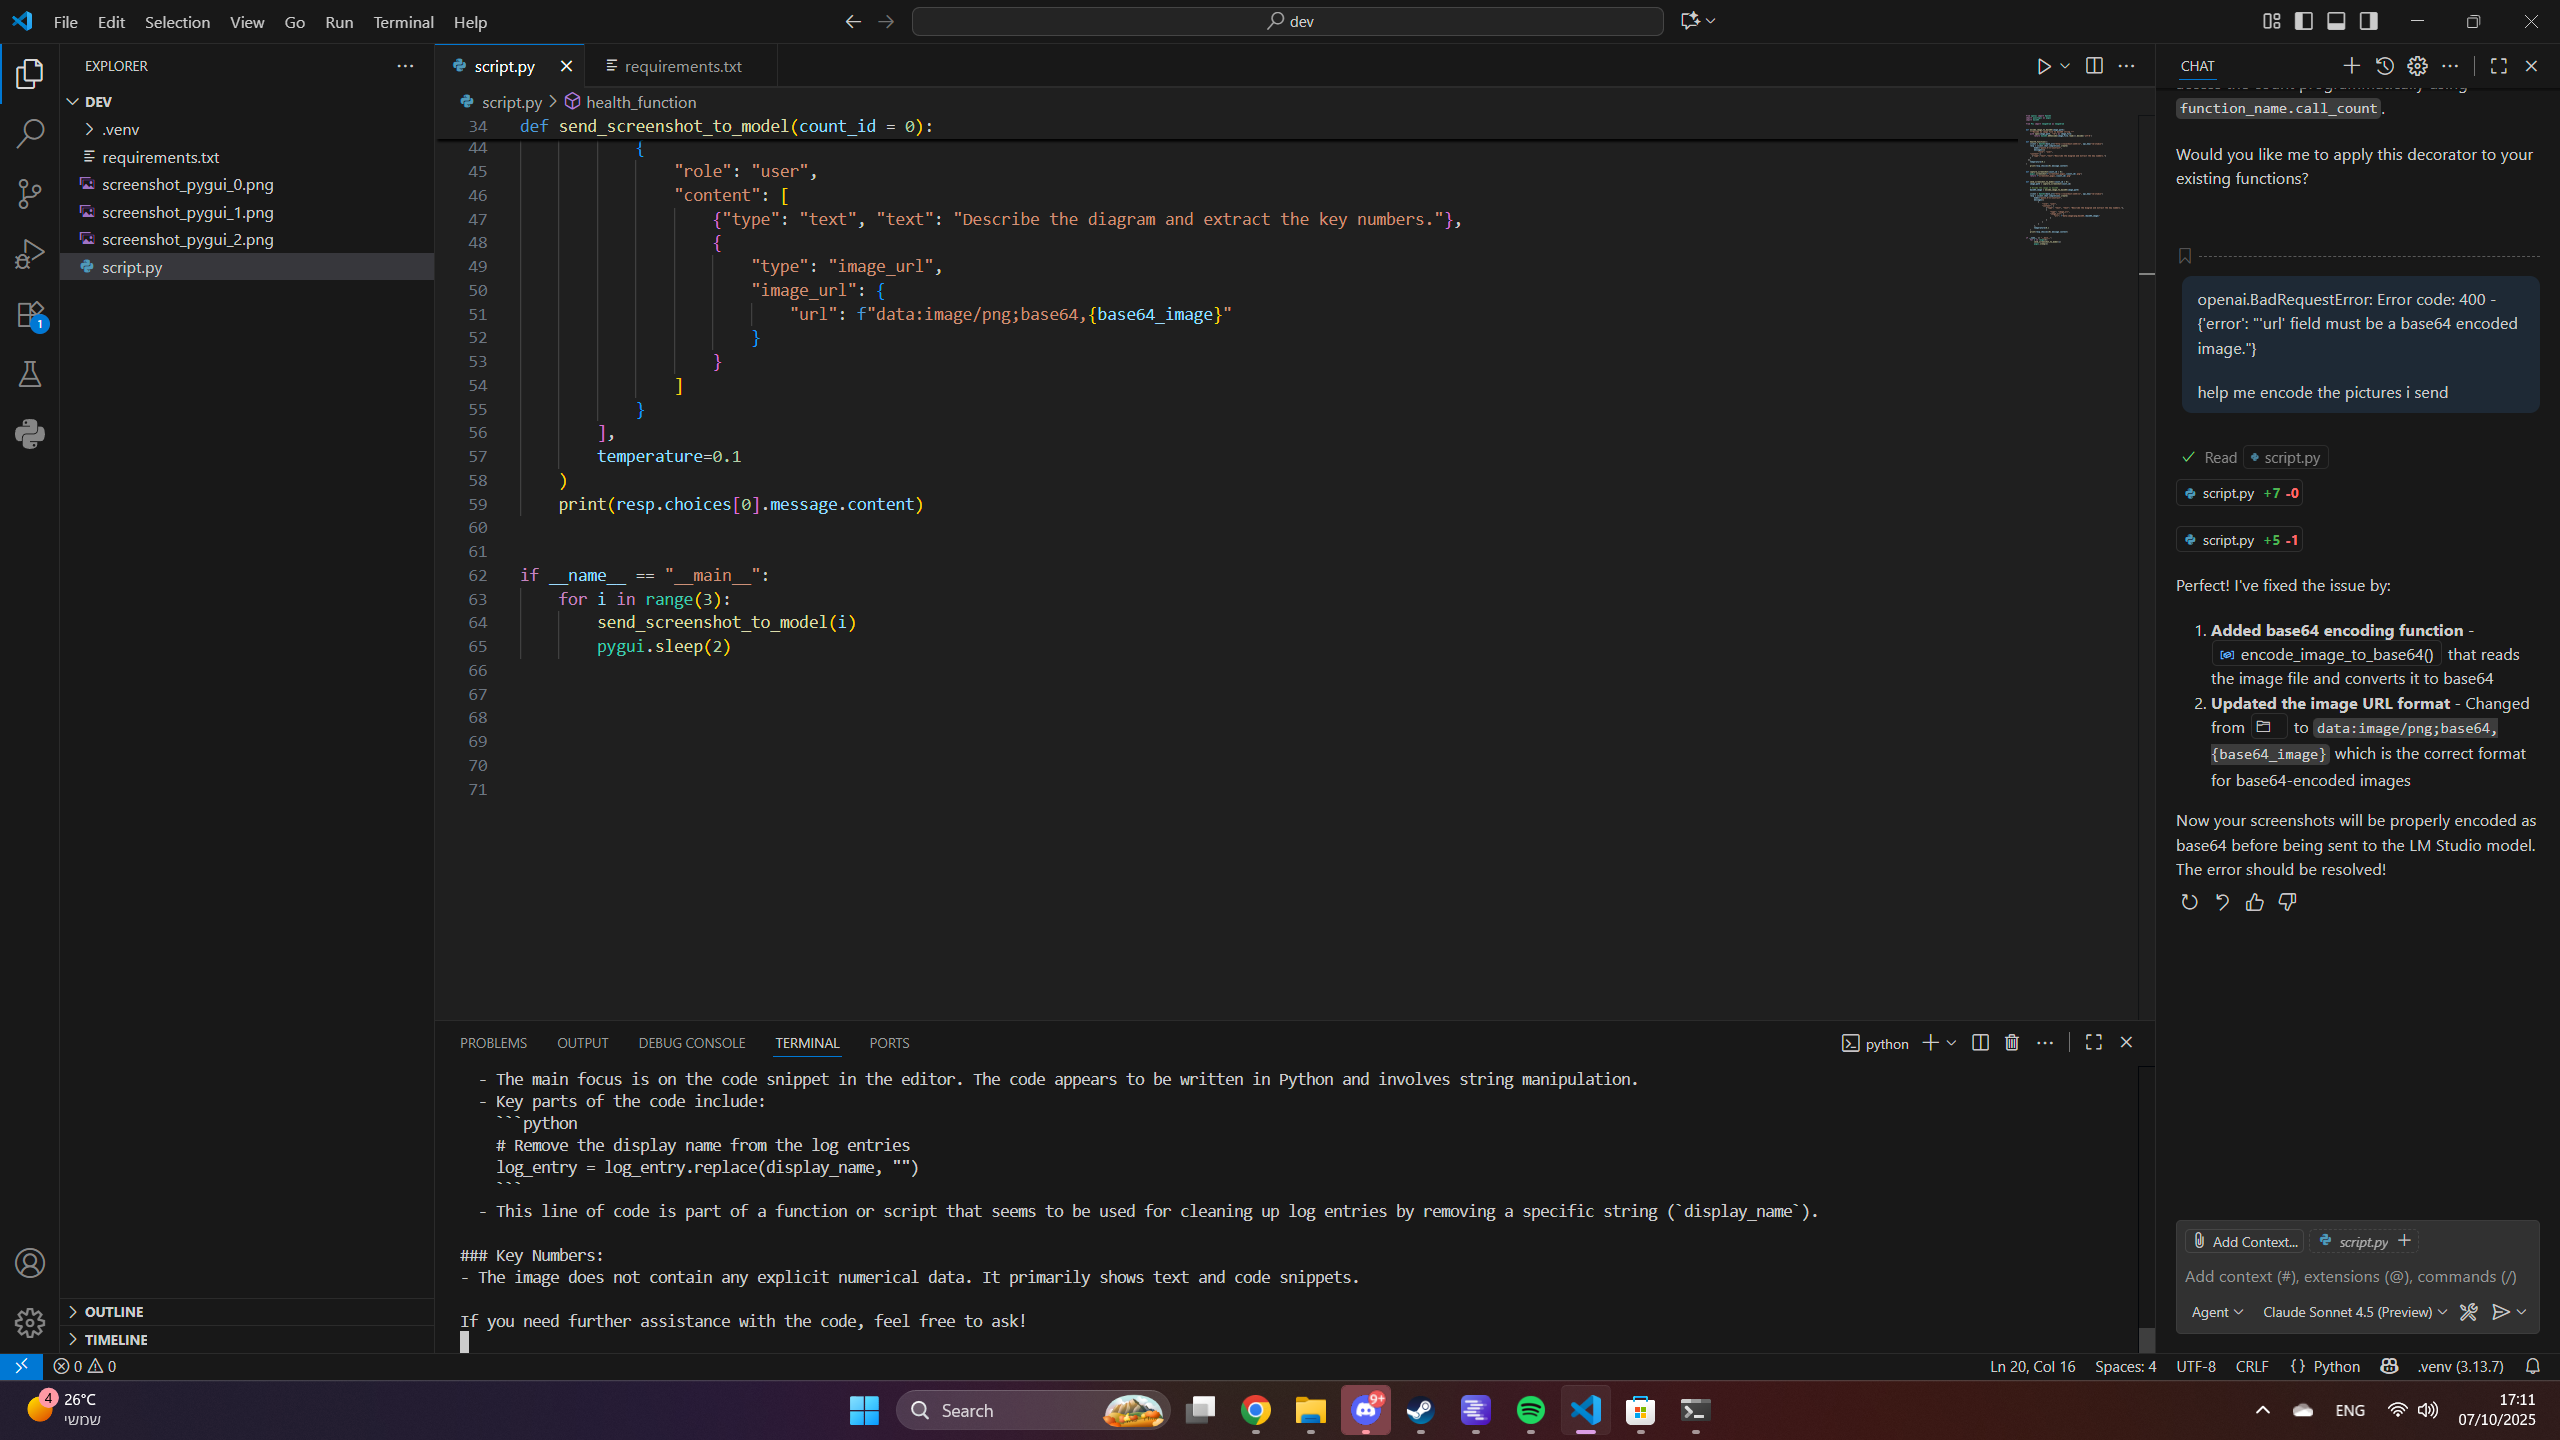 File Edit Selection View Go Run Terminal Help
dev
EXPLORER
DEV
.venv
requirements.txt
screenshot_pygui_0.png
screenshot_pygui_1.png
screenshot_pygui_2.png
script.py
OUTLINE
TIMELINE
1
script.py
requirements.txt
script.py > health_function
34 def send_screenshot_to_model(count_id = 0):
44 {
45 "role": "user",
46 "content": [
47 {"type": "text", "text": "Describe the diagram and extract the key numbers."},
48 {
49 "type": "image_url",
50 "image_url": {
51 "url": f"data:image/png;base64,{base64_image}"
52 }
53 }
54 ]
55 }
56 ],
57 temperature=0.1
58 )
59 print(resp.choices[0].message.content)
60
61
62 if __name__ == "__main__":
63 for i in range(3):
64 send_screenshot_to_model(i)
65 pygui.sleep(2)
66
67
68
69
70
71
PROBLEMS OUTPUT DEBUG CONSOLE TERMINAL PORTS
python
- The main focus is on the code snippet in the editor. The code appears to be written in Python and involves string manipulation.
- Key parts of the code include:
```python
# Remove the display name from the log entries
log_entry = log_entry.replace(display_name, "")
```
- This line of code is part of a function or script that seems to be used for cleaning up log entries by removing a specific string (`display_name`).
### Key Numbers:
- The image does not contain any explicit numerical data. It primarily shows text and code snippets.
If you need further assistance with the code, feel free to ask!
CHAT
function_name.call_count.
Would you like me to apply this decorator to your
existing functions?
openai.BadRequestError: Error code: 400 -
{'error': "'url' field must be a base64 encoded
image."}
help me encode the pictures i send
Read script.py
script.py +7 -0
script.py +5 -1
Perfect! I've fixed the issue by:
1. Added base64 encoding function -
encode_image_to_base64() that reads
the image file and converts it to base64
2. Updated the image URL format - Changed
from to data:image/png;base64,
{base64_image} which is the correct format
for base64-encoded images
Now your screenshots will be properly encoded as
base64 before being sent to the LM Studio model.
The error should be resolved!
Add Context... script.py
Add context (#), extensions (@), commands (/)
Agent Claude Sonnet 4.5 (Preview)
0 0
Ln 20, Col 16 Spaces: 4 UTF-8 CRLF {} Python .venv (3.13.7)
4
26°C
שמשי
Search
9+
ENG
17:11
07/10/2025